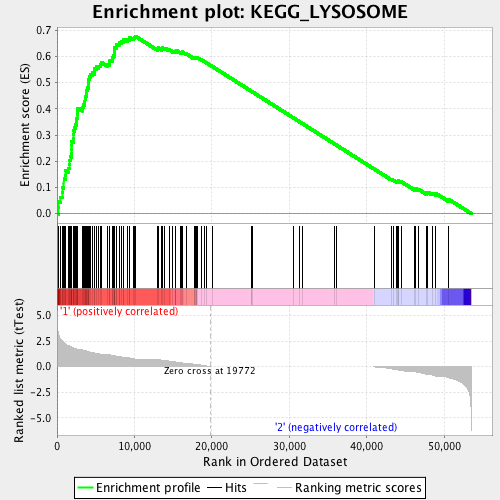 Enrichment plot: KEGG_LYSOSOME
Enrichment score (ES)
0.7
0.6
0.5
0.4
0.3
0.2
0.1
0.0
'1' (positively correlated)
Ranked list metric (tTest)
5.0
2.5
0.0
-2.5
-5.0
Zero cross at 19772
'2' (negatively correlated)
0
10,000
20,000
30,000
40,000
50,000
Rank in Ordered Dataset
Enrichment profile
Hits
Ranking metric scores